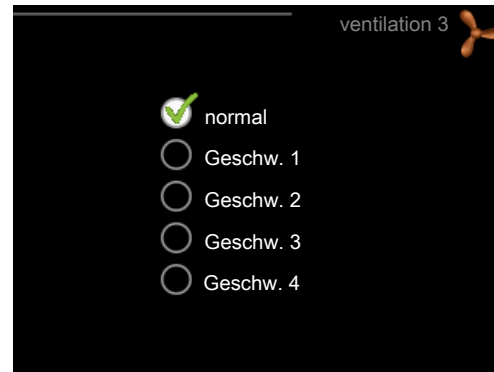 ventilation 3
normal
Geschw. 1
Geschw. 2
Geschw. 3
Geschw. 4